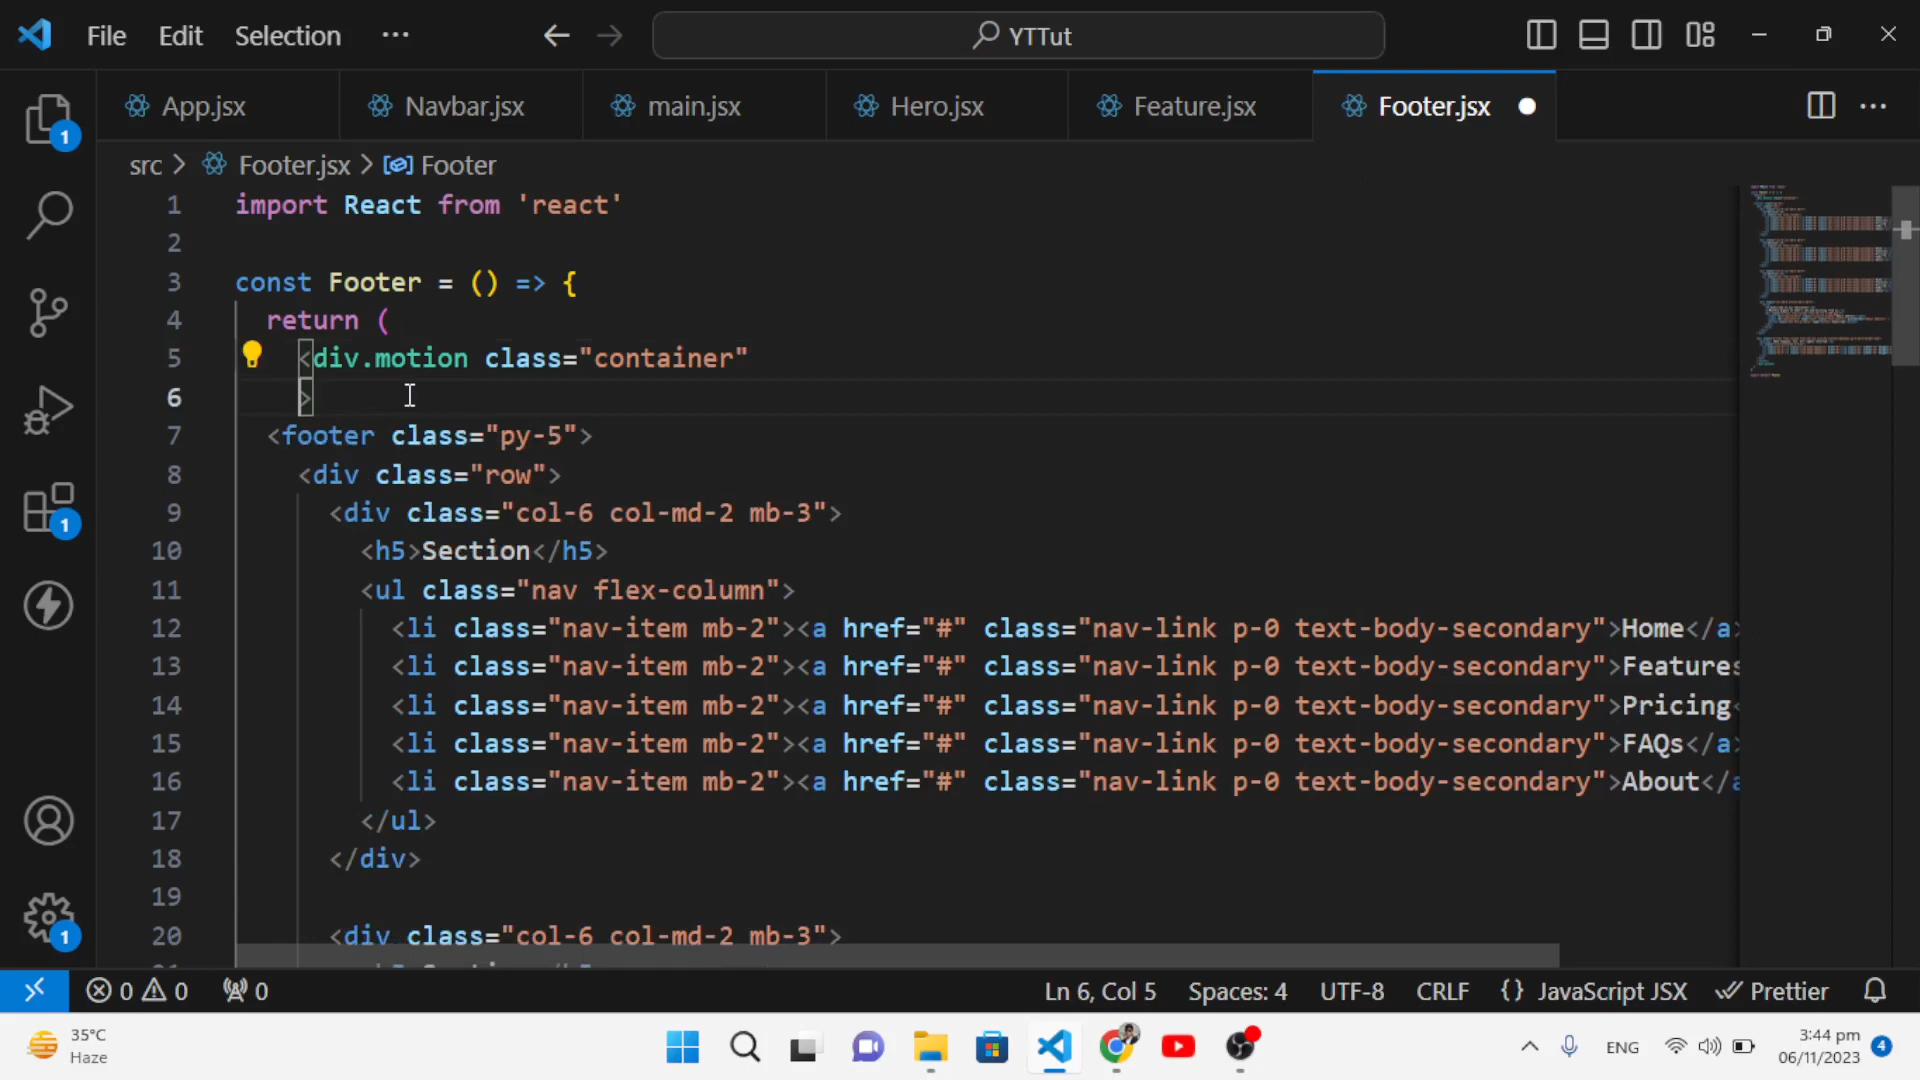 File Edit Selection ··· YTTut
App.jsx Navbar.jsx main.jsx Hero.jsx Feature.jsx Footer.jsx
src > Footer.jsx > Footer
1 import React from 'react'
2
3 const Footer = () => {
4 return (
5 <div.motion class="container"
6 >
7 <footer class="py-5">
8 <div class="row">
9 <div class="col-6 col-md-2 mb-3">
10 <h5>Section</h5>
11 <ul class="nav flex-column">
12 <li class="nav-item mb-2"><a href="#" class="nav-link p-0 text-body-secondary">Home</a>
13 <li class="nav-item mb-2"><a href="#" class="nav-link p-0 text-body-secondary">Features
14 <li class="nav-item mb-2"><a href="#" class="nav-link p-0 text-body-secondary">Pricing<
15 <li class="nav-item mb-2"><a href="#" class="nav-link p-0 text-body-secondary">FAQs</a>
16 <li class="nav-item mb-2"><a href="#" class="nav-link p-0 text-body-secondary">About</a
17 </ul>
18 </div>
19
20 <div class="col-6 col-md-2 mb-3">
1
1
1
0 0 0 Ln 6, Col 5 Spaces: 4 UTF-8 CRLF {} JavaScript JSX Prettier
35°C
Haze
ENG
3:44 pm
06/11/2023
4